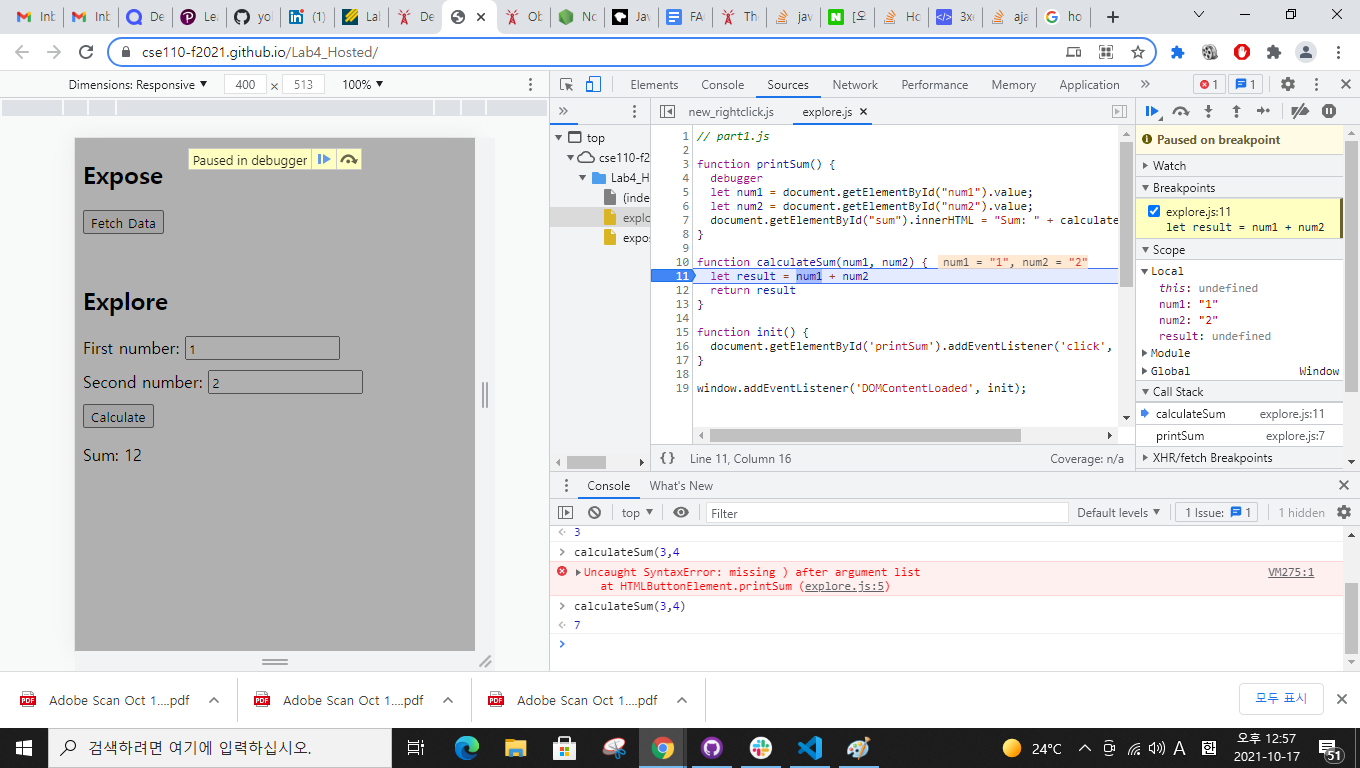 Inb
Inb
De
Lea
yo
(1)
Lal
De
Ob
No
Jav
[오
FAC
Th
jav
[오
Ho
3x
aja
ho
cse110-f2021.github.io/Lab4_Hosted/
Dimensions: Responsive ▼ 400 × 513 100% ▼
Elements Console Sources Network Performance Memory Application » 1 1
» new_rightclick.js explore.js ×
Paused in debugger
Expose
Fetch Data
Explore
First number: 1
Second number: 2
Calculate
Sum: 12
top
cse110-f2
Lab4_H
(inde
explo
expos
1 // part1.js
2
3 function printSum() {
4 debugger
5 let num1 = document.getElementById("num1").value;
6 let num2 = document.getElementById("num2").value;
7 document.getElementById("sum").innerHTML = "Sum: " + calculate
8 }
9
10 function calculateSum(num1, num2) { num1 = "1", num2 = "2"
11 let result = num1 + num2
12 return result
13 }
14
15 function init() {
16 document.getElementById('printSum').addEventListener('click',
17 }
18
19 window.addEventListener('DOMContentLoaded', init);
{} Line 11, Column 16 Coverage: n/a
Paused on breakpoint
Watch
Breakpoints
explore.js:11
let result = num1 + num2
Scope
Local
this: undefined
num1: "1"
num2: "2"
result: undefined
Module
Global Window
Call Stack
calculateSum explore.js:11
printSum explore.js:7
XHR/fetch Breakpoints
Console What's New
top ▼ Filter Default levels ▼ 1 Issue: 1 1 hidden
3
calculateSum(3,4
Uncaught SyntaxError: missing ) after argument list VM275:1
at HTMLButtonElement.printSum (explore.js:5)
calculateSum(3,4)
7
Adobe Scan Oct 1....pdf
Adobe Scan Oct 1....pdf
Adobe Scan Oct 1....pdf
모두 표시
검색하려면 여기에 입력하십시오.
24°C
A
한
오후 12:57
2021-10-17
51